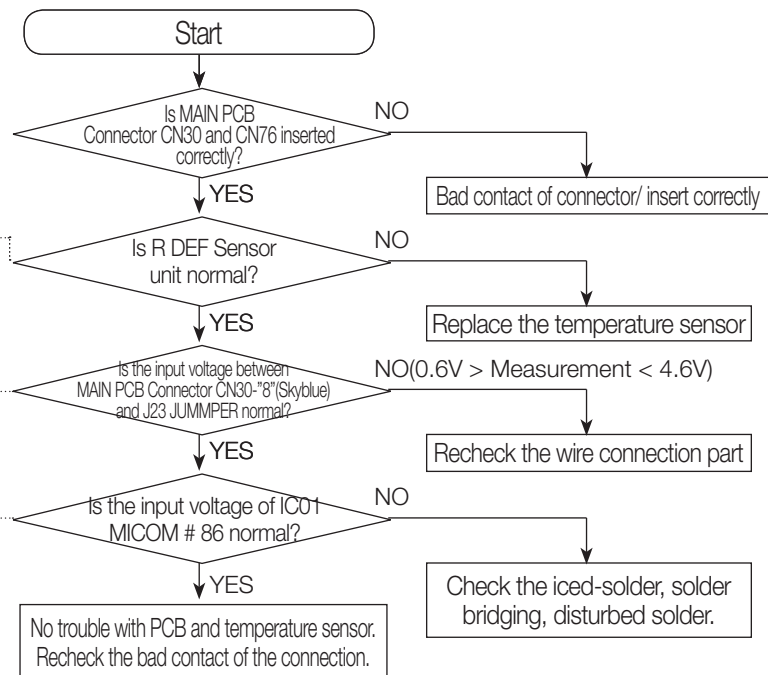 Start
Is MAIN PCB
Connector CN30 and CN76 inserted
correctly?
NO
Bad contact of connector/ insert correctly
YES
Is R DEF Sensor
unit normal?
NO
Replace the temperature sensor
YES
Is the input voltage between
MAIN PCB Connector CN30-"8"(Skyblue)
and J23 JUMMPER normal?
NO(0.6V > Measurement < 4.6V)
Recheck the wire connection part
YES
Is the input voltage of IC01
MICOM # 86 normal?
NO
Check the iced-solder, solder
bridging, disturbed solder.
YES
No trouble with PCB and temperature sensor.
Recheck the bad contact of the connection.